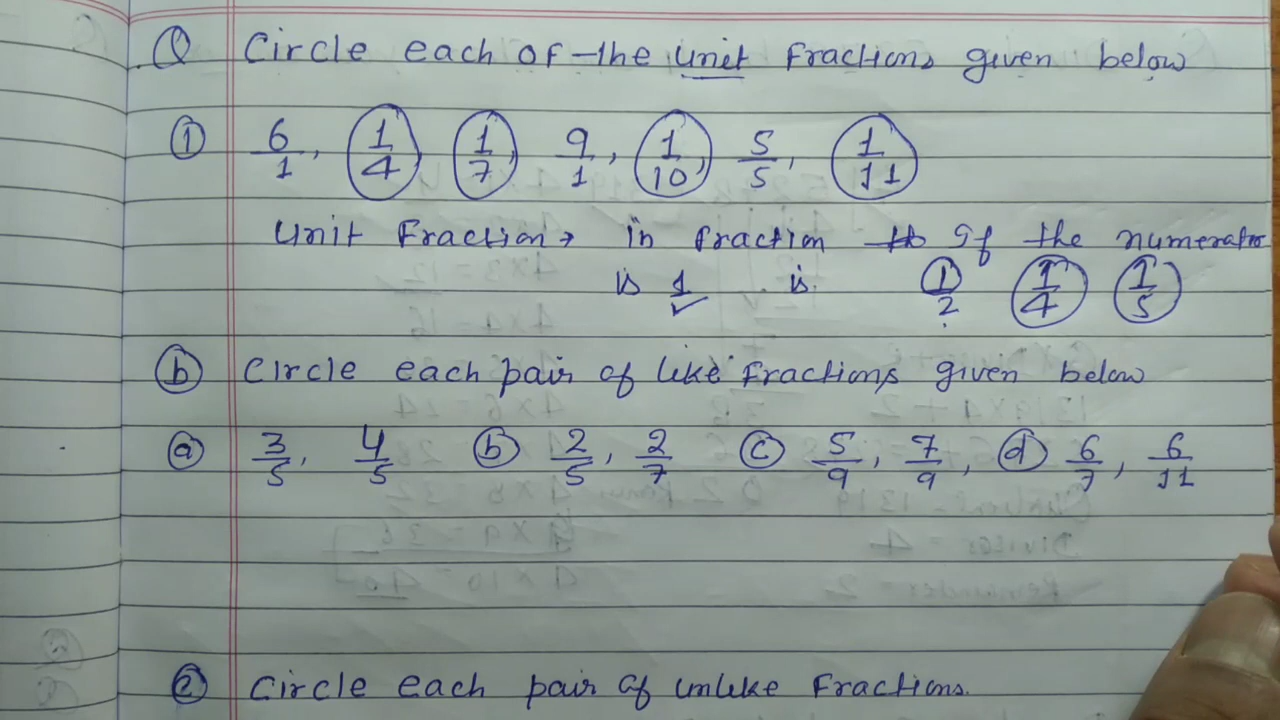 Q Circle each of the unit fractions given below
① 6/1, 1/4, 1/7, 9/1, 1/10, 5/5, 1/11
Unit Fraction → in fraction If the numerator
is 1 is 1/2 1/4 1/5
ⓑ Circle each pair of like fractions given below
ⓐ 3/5, 4/5 ⓑ 2/5, 2/7 ⓒ 5/9, 7/9, ⓓ 6/7, 6/11
② Circle each pair of unlike Fractions.